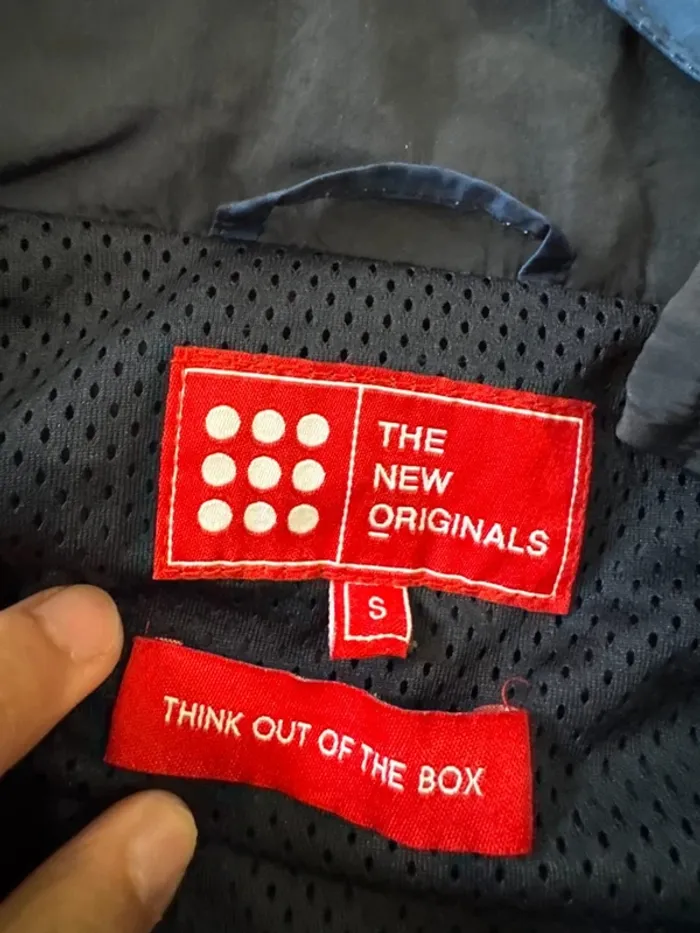 THE
NEW
ORIGINALS
S
THINK OUT OF THE BOX